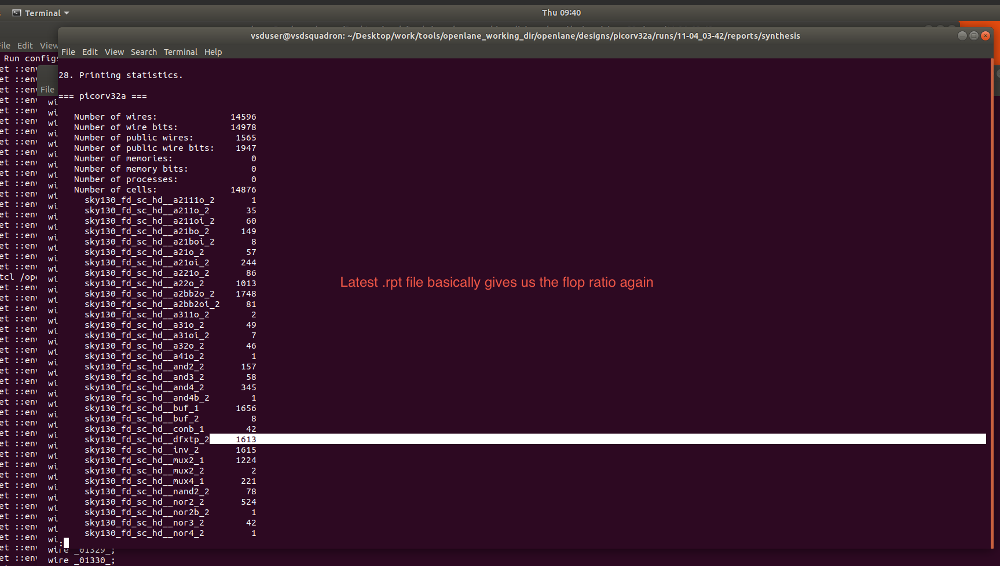 Terminal
Thu 09:40
vsduser@vsdsquadron: ~/Desktop/work/tools/openlane_working_dir/openlane/designs/picorv32a/runs/11-04_03-42/reports/synthesis
File Edit View Search Terminal Help
Edit View
Run configs
File
28. Printing statistics.
=== picorv32a ===
Number of wires: 14596
Number of wire bits: 14978
Number of public wires: 1565
Number of public wire bits: 1947
Number of memories: 0
Number of memory bits: 0
Number of processes: 0
Number of cells: 14876
sky130_fd_sc_hd__a2111o_2 1
sky130_fd_sc_hd__a211o_2 35
sky130_fd_sc_hd__a211oi_2 60
sky130_fd_sc_hd__a21bo_2 149
sky130_fd_sc_hd__a21boi_2 8
sky130_fd_sc_hd__a21o_2 57
sky130_fd_sc_hd__a21oi_2 244
sky130_fd_sc_hd__a221o_2 86
sky130_fd_sc_hd__a22o_2 1013
sky130_fd_sc_hd__a2bb2o_2 1748
sky130_fd_sc_hd__a2bb2oi_2 81
sky130_fd_sc_hd__a311o_2 2
sky130_fd_sc_hd__a31o_2 49
sky130_fd_sc_hd__a31oi_2 7
sky130_fd_sc_hd__a32o_2 46
sky130_fd_sc_hd__a41o_2 1
sky130_fd_sc_hd__and2_2 157
sky130_fd_sc_hd__and3_2 58
sky130_fd_sc_hd__and4_2 345
sky130_fd_sc_hd__and4b_2 1
sky130_fd_sc_hd__buf_1 1656
sky130_fd_sc_hd__buf_2 8
sky130_fd_sc_hd__conb_1 42
sky130_fd_sc_hd__dfxtp_2 1613
sky130_fd_sc_hd__inv_2 1615
sky130_fd_sc_hd__mux2_1 1224
sky130_fd_sc_hd__mux2_2 2
sky130_fd_sc_hd__mux4_1 221
sky130_fd_sc_hd__nand2_2 78
sky130_fd_sc_hd__nor2_2 524
sky130_fd_sc_hd__nor2b_2 1
sky130_fd_sc_hd__nor3_2 42
sky130_fd_sc_hd__nor4_2 1
:
Latest .rpt file basically gives us the flop ratio again
wire _01329_;
wire _01330_;